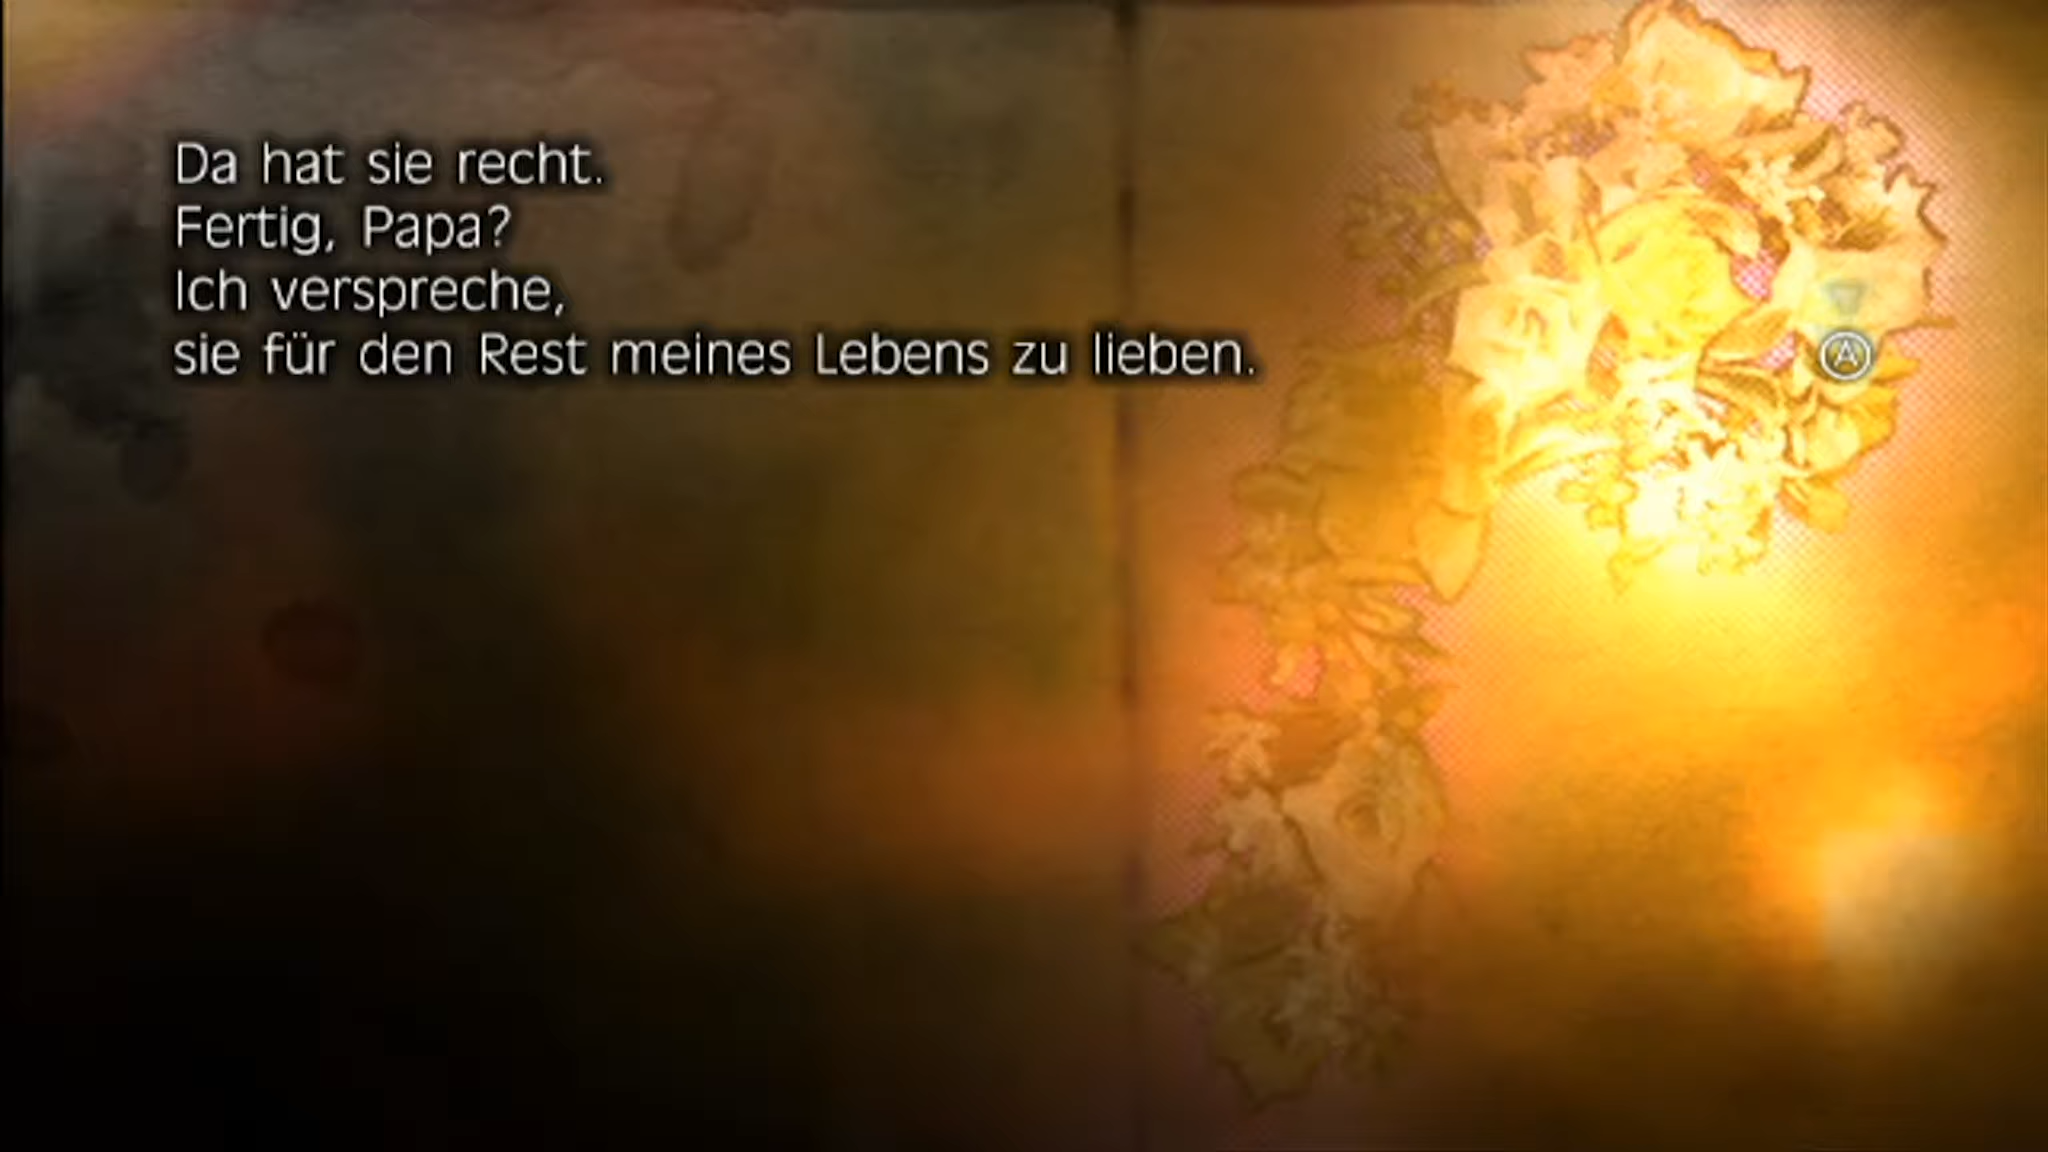 Da hat sie recht.
Fertig, Papa?
Ich verspreche,
sie für den Rest meines Lebens zu lieben.
A